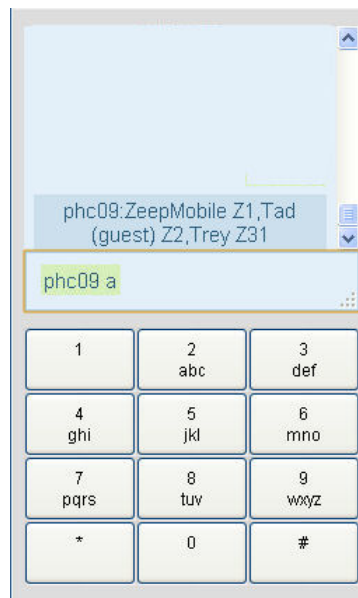 phc09:ZeepMobile Z1,Tad
(guest) Z2,Trey Z31
phc09 a
1
2
3
abc
def
4
5
6
ghi
jkl
mno
7
8
9
pqrs
tuv
wxyz
*
0
#